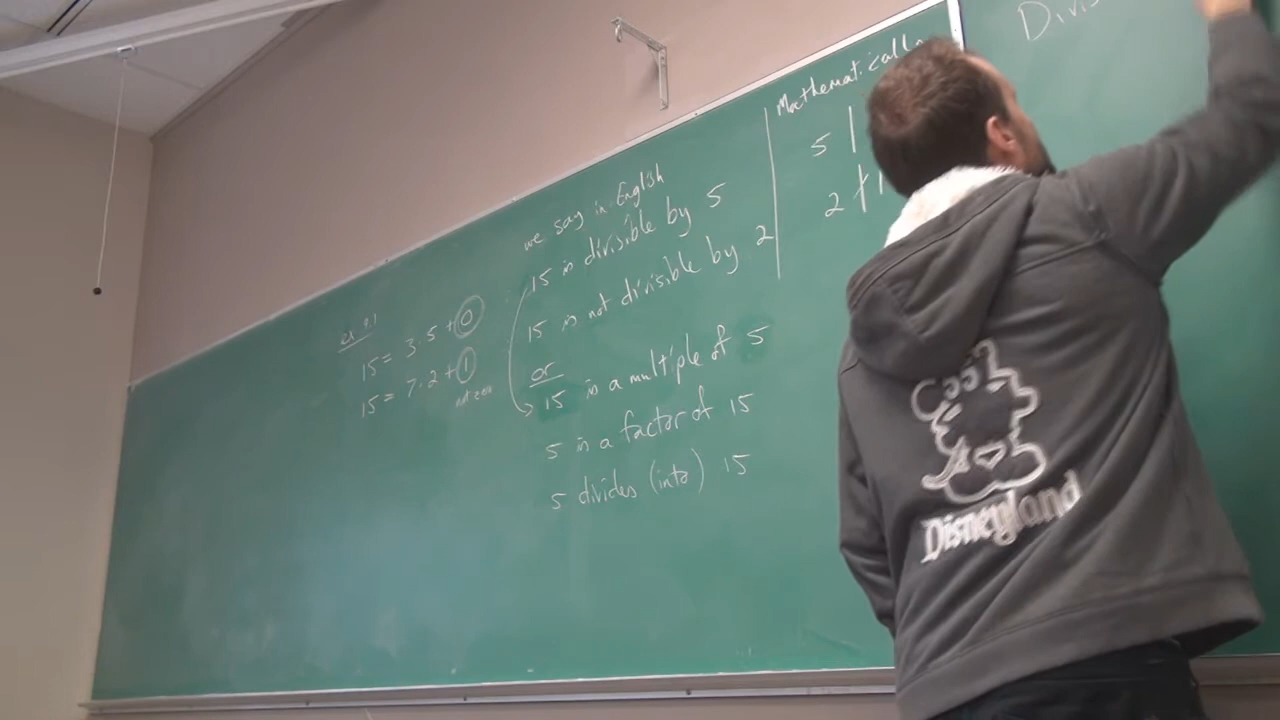 ex
15 = 3·5 + 0
15 = 7·2 + 1
not zero
we say in English
15 is divisible by 5
15 is not divisible by 2
or
15 is a multiple of 5
5 is a factor of 15
5 divides (into) 15
5 |
2 ∤ 1
Disneyland